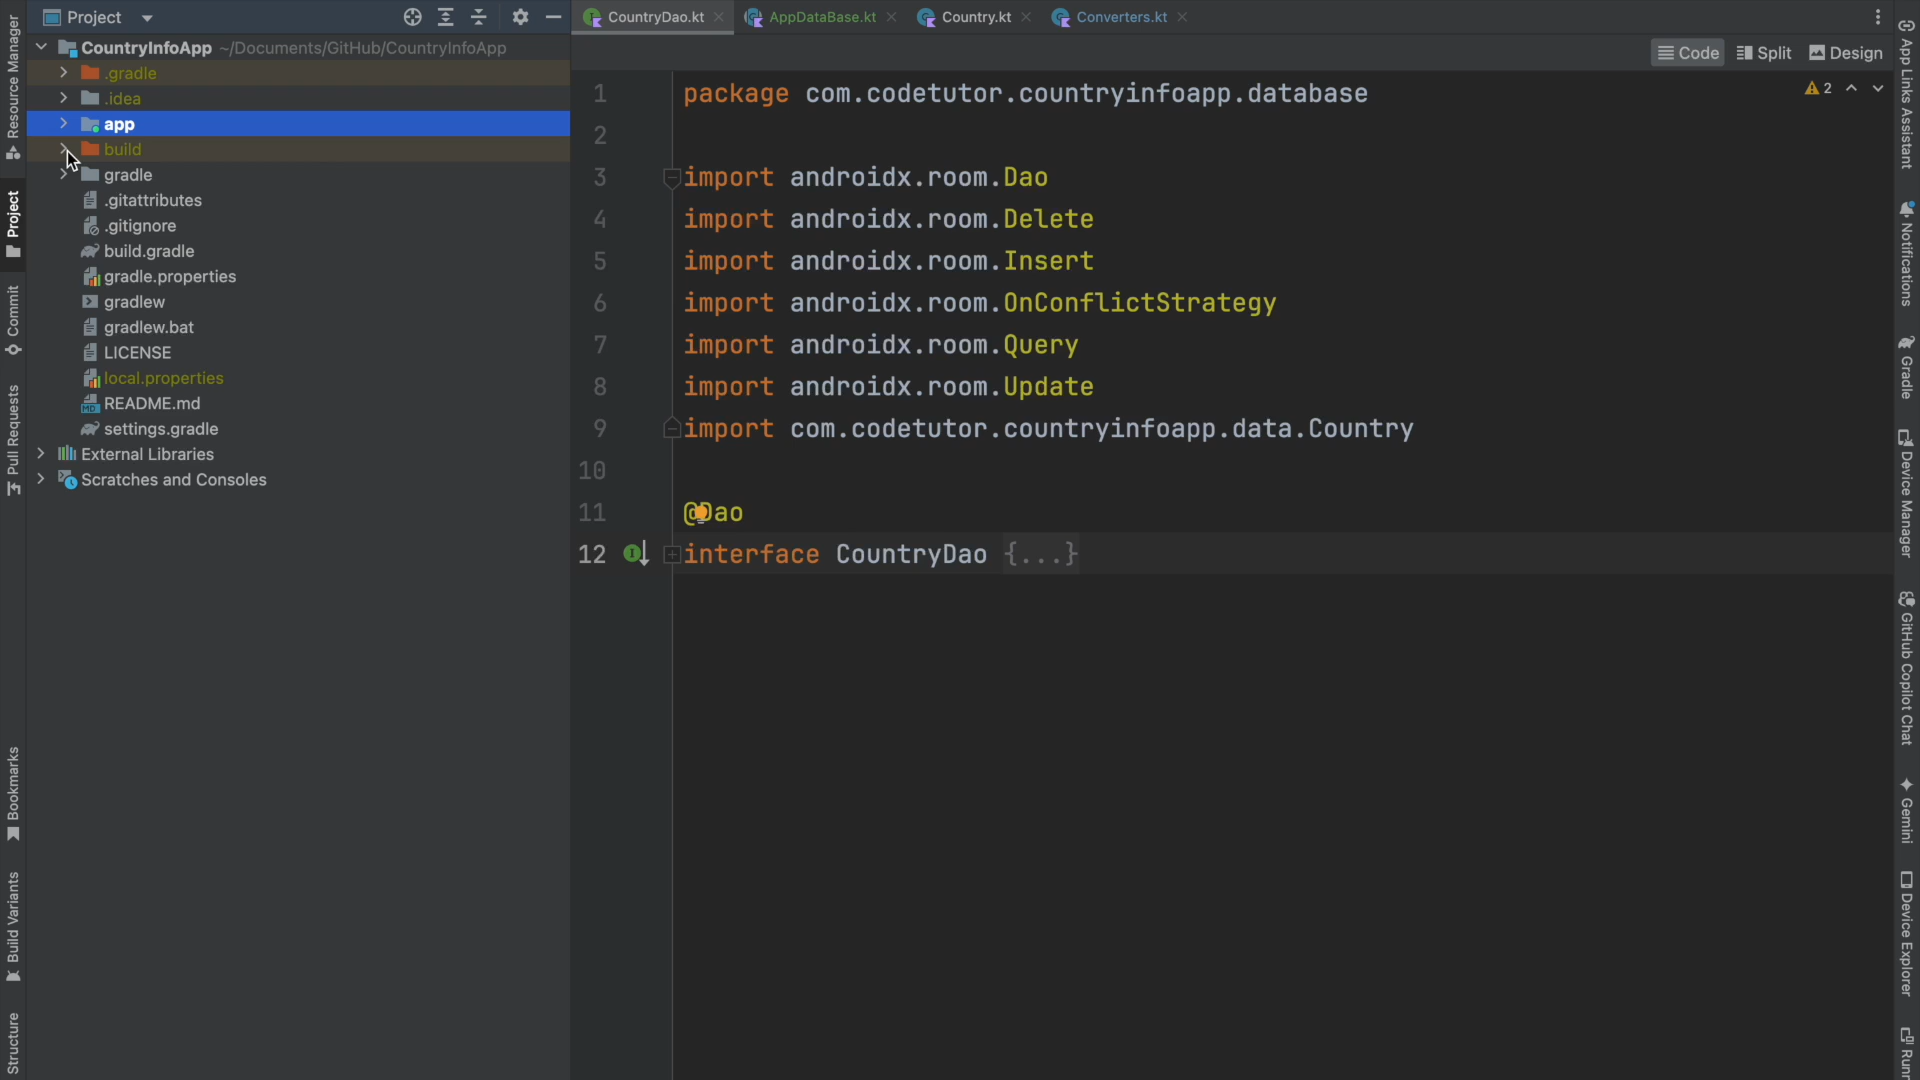 Project
CountryDao.kt
AppDataBase.kt
Country.kt
Converters.kt
Code
Split
Design
Resource Manager
Project
Commit
Pull Requests
Bookmarks
Build Variants
Structure
CountryInfoApp ~/Documents/GitHub/CountryInfoApp
.gradle
.idea
app
build
gradle
.gitattributes
.gitignore
build.gradle
gradle.properties
gradlew
gradlew.bat
LICENSE
local.properties
README.md
settings.gradle
External Libraries
Scratches and Consoles
2
1 package com.codetutor.countryinfoapp.database
2
3 import androidx.room.Dao
4 import androidx.room.Delete
5 import androidx.room.Insert
6 import androidx.room.OnConflictStrategy
7 import androidx.room.Query
8 import androidx.room.Update
9 import com.codetutor.countryinfoapp.data.Country
10
11 @Dao
12 interface CountryDao {...}
App Links Assistant
Notifications
Gradle
Device Manager
GitHub Copilot Chat
Gemini
Device Explorer